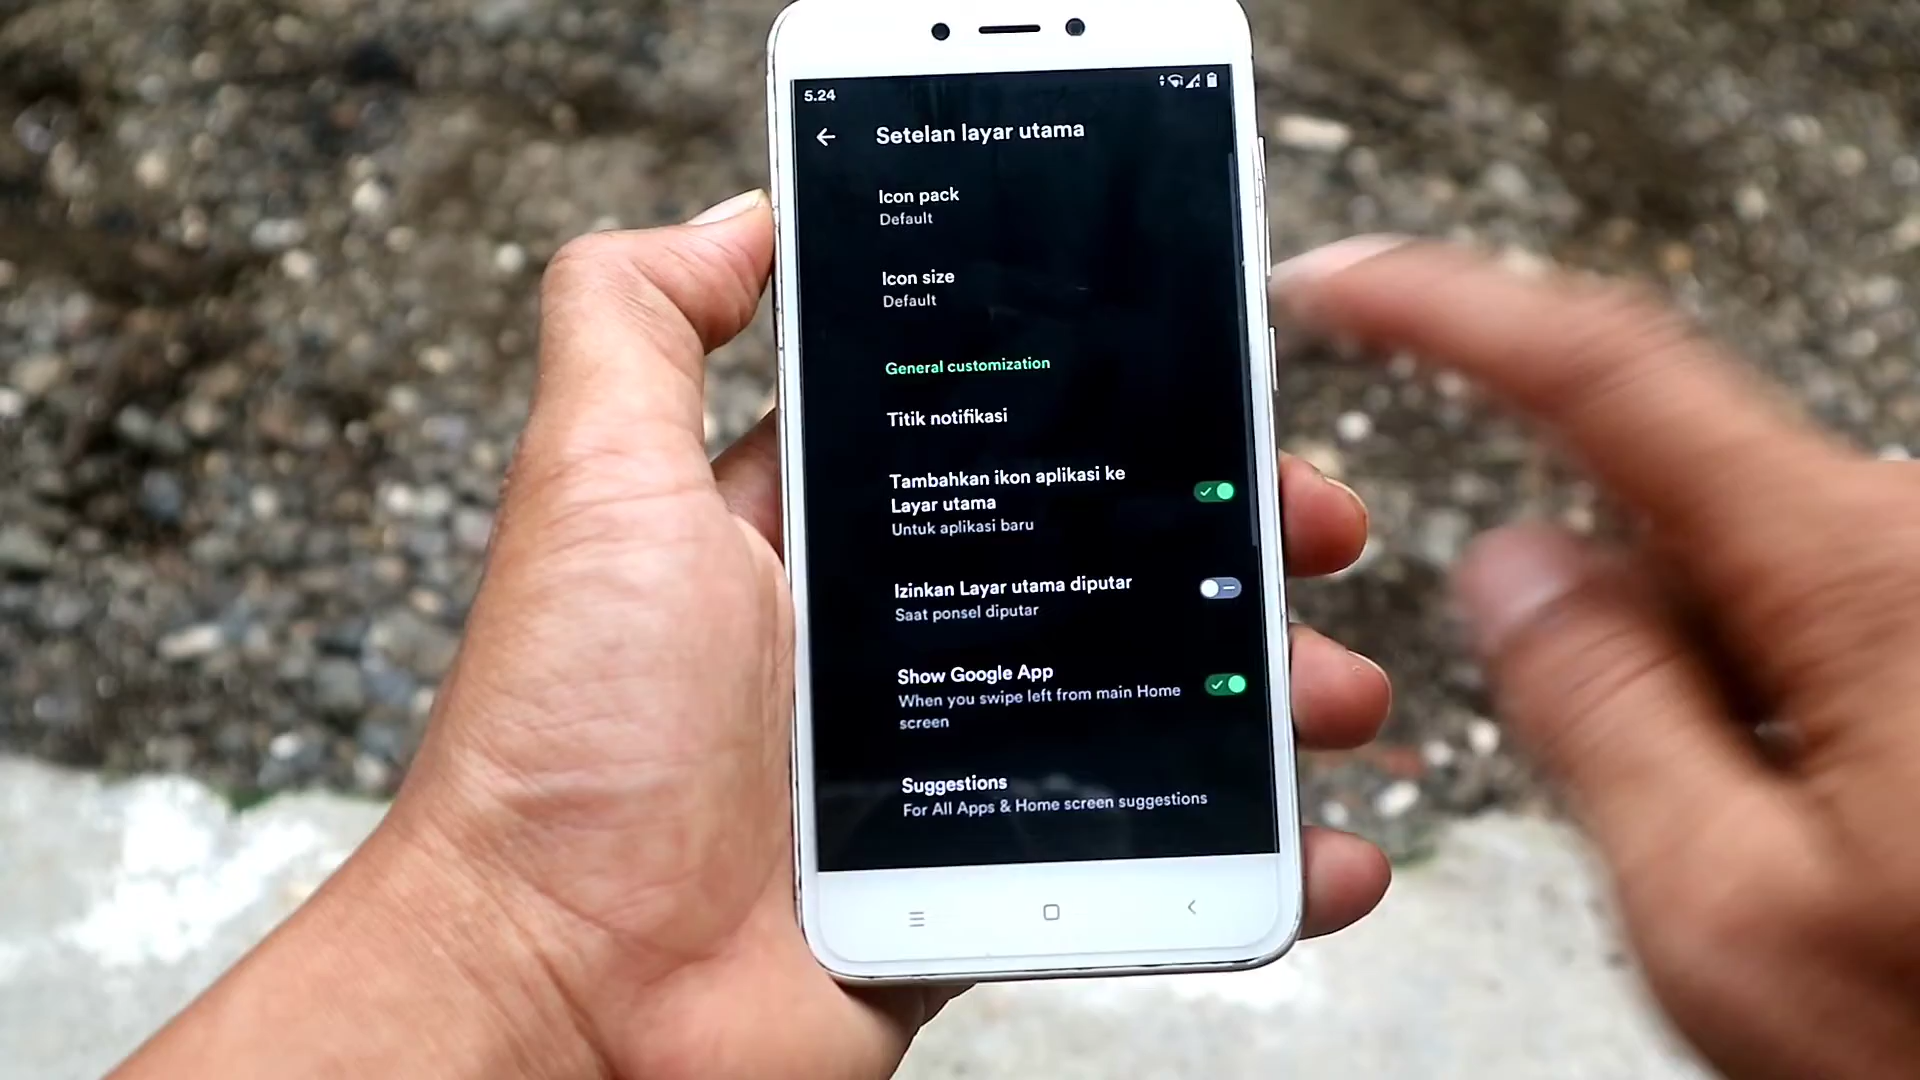 5.24
Setelan layar utama
Icon pack
Default
Icon size
Default
General customization
Titik notifikasi
Tambahkan ikon aplikasi ke
Layar utama
Untuk aplikasi baru
Izinkan Layar utama diputar
Saat ponsel diputar
Show Google App
When you swipe left from main Home
screen
Suggestions
For All Apps & Home screen suggestions